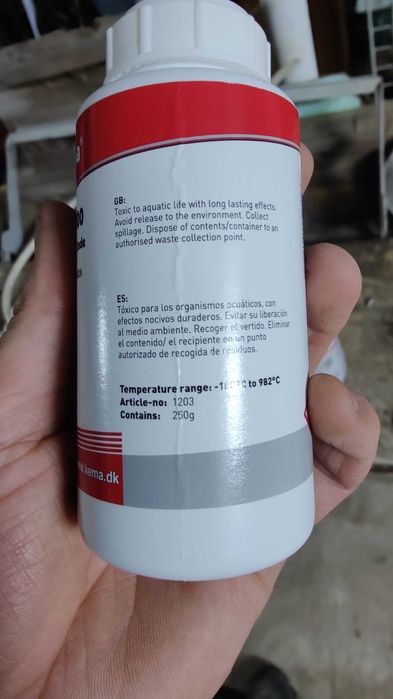 GB:
Toxic to aquatic life with long lasting effects.
Avoid release to the environment. Collect
spillage. Dispose of contents/container to an
authorised waste collection point.
ES:
Tóxico para los organismos acuáticos, con
efectos nocivos duraderos. Evitar su liberación
al medio ambiente. Recoger el vertido. Eliminar
el contenido/ el recipiente en un punto
autorizado de recogida de residuos.
Temperature range: to 982°C
Article-no: 1203
Contains: 250g
.kema.dk